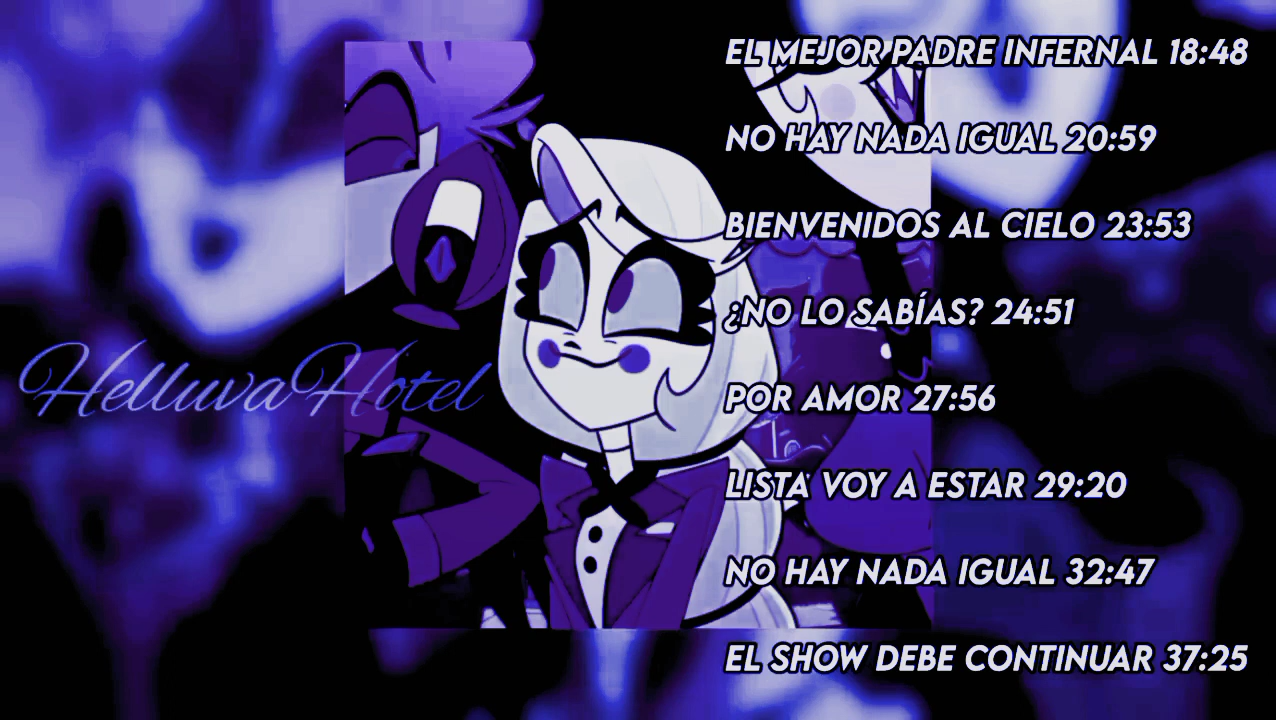 EL MEJOR PADRE INFERNAL 18:48
NO HAY NADA IGUAL 20:59
BIENVENIDOS AL CIELO 23:53
¿NO LO SABÍAS? 24:51
Helluva Hotel
POR AMOR 27:56
LISTA VOY A ESTAR 29:20
NO HAY NADA IGUAL 32:47
EL SHOW DEBE CONTINUAR 37:25